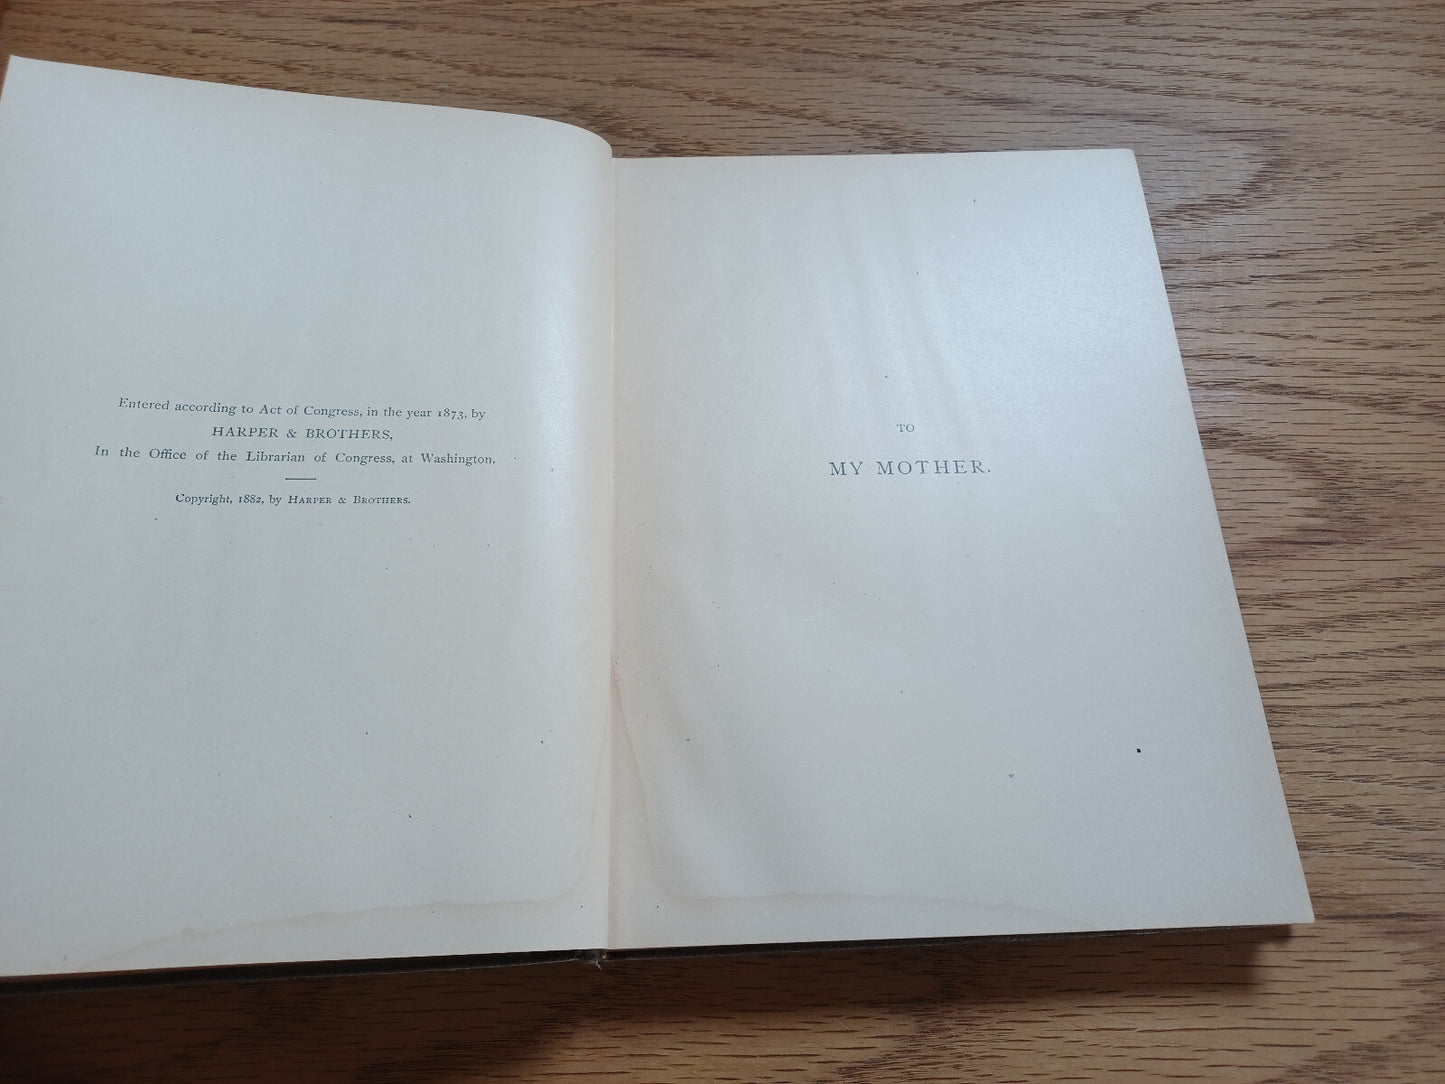 Entered according to Act of Congress, in the year 1873, by
HARPER & BROTHERS,
In the Office of the Librarian of Congress, at Washington.
Copyright, 1882, by HARPER & BROTHERS.
TO
MY MOTHER.